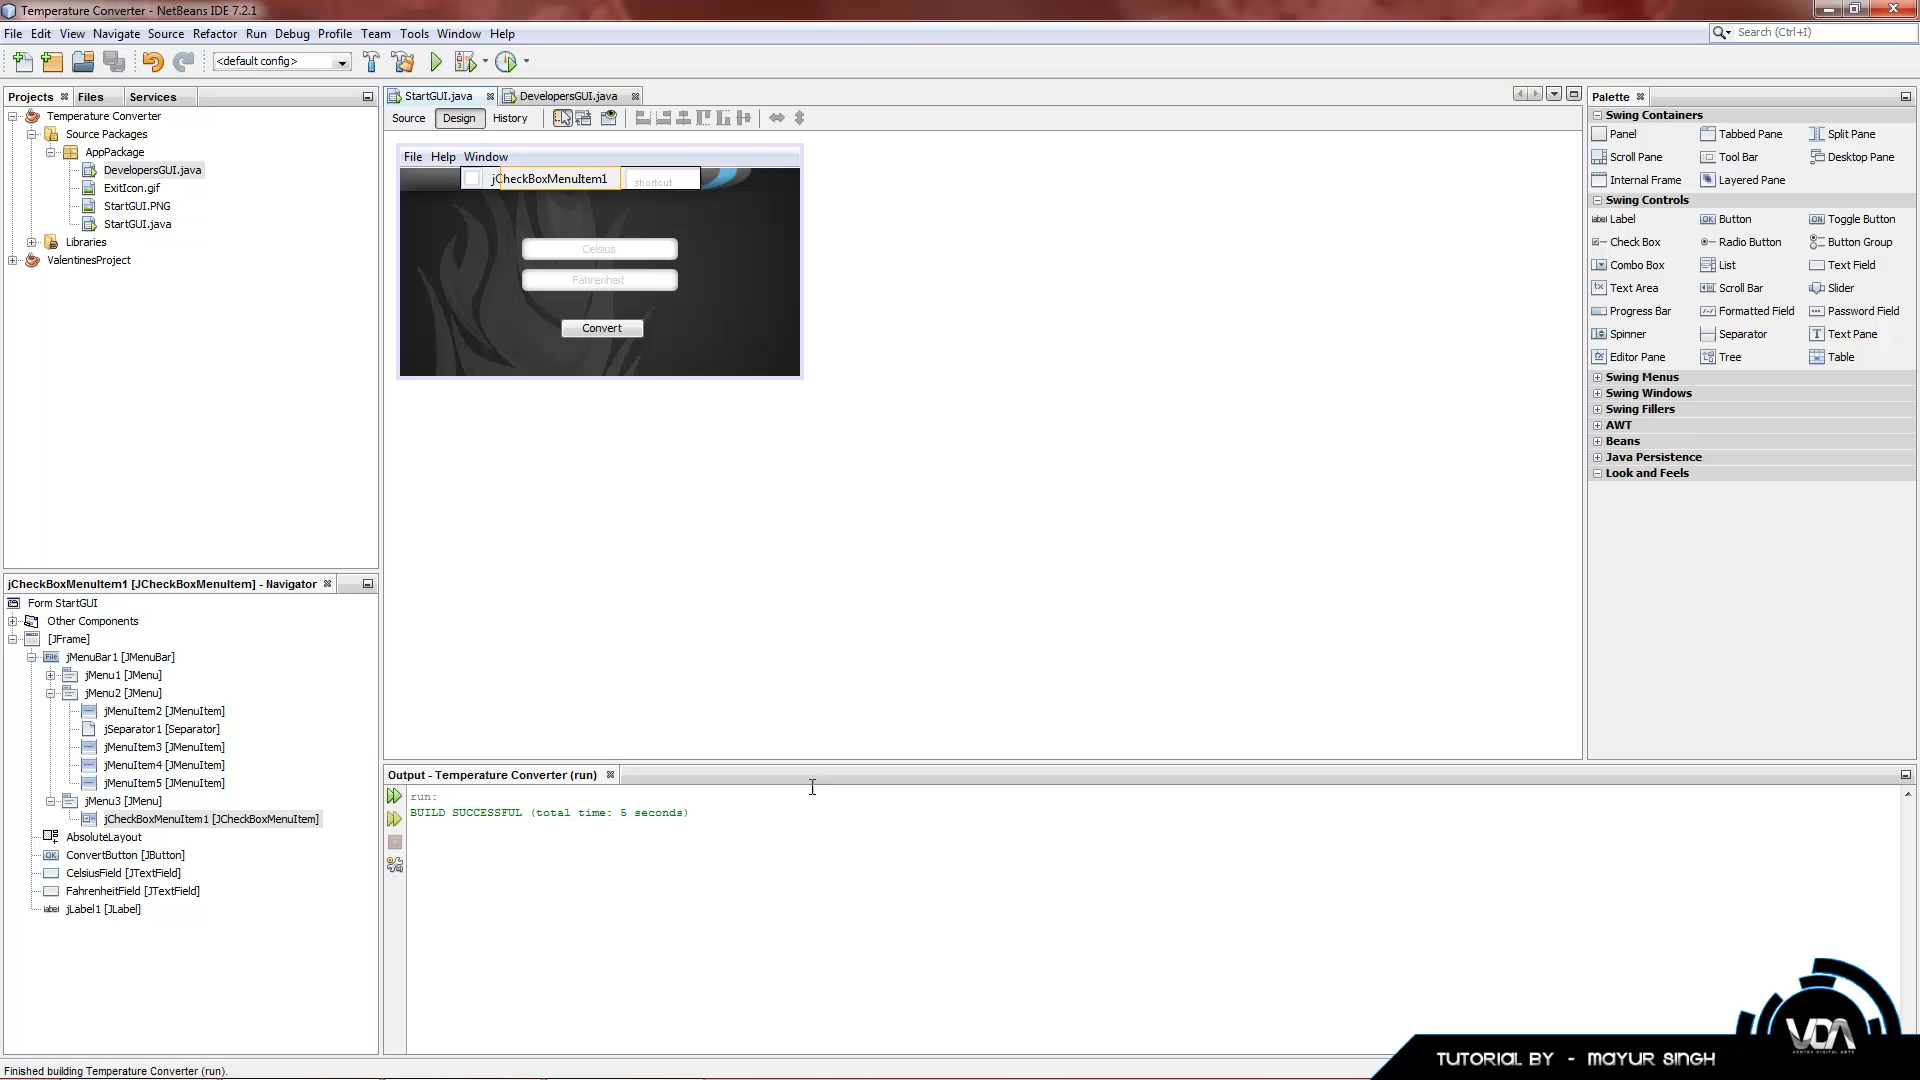 Temperature Converter - NetBeans IDE 7.2.1
File Edit View Navigate Source Refactor Run Debug Profile Team Tools Window Help
Search (Ctrl+I)
<default config>
Projects Files Services
Temperature Converter
Source Packages
AppPackage
DevelopersGUI.java
ExitIcon.gif
StartGUI.PNG
StartGUI.java
Libraries
ValentinesProject
jCheckBoxMenuItem1 [JCheckBoxMenuItem] - Navigator
Form StartGUI
Other Components
[JFrame]
jMenuBar1 [JMenuBar]
jMenu1 [JMenu]
jMenu2 [JMenu]
jMenuItem2 [JMenuItem]
jSeparator1 [Separator]
jMenuItem3 [JMenuItem]
jMenuItem4 [JMenuItem]
jMenuItem5 [JMenuItem]
jMenu3 [JMenu]
jCheckBoxMenuItem1 [JCheckBoxMenuItem]
AbsoluteLayout
ConvertButton [JButton]
CelsiusField [JTextField]
FahrenheitField [JTextField]
jLabel1 [JLabel]
StartGUI.java DevelopersGUI.java
Source Design History
File Help Window
jCheckBoxMenuItem1 shortcut
Celsius
Fahrenheit
Convert
Output - Temperature Converter (run)
run:
BUILD SUCCESSFUL (total time: 5 seconds)
Palette
Swing Containers
Panel Tabbed Pane Split Pane
Scroll Pane Tool Bar Desktop Pane
Internal Frame Layered Pane
Swing Controls
label Label OK Button ON Toggle Button
Check Box Radio Button Button Group
Combo Box List Text Field
Text Area Scroll Bar Slider
Progress Bar Formatted Field Password Field
Spinner Separator Text Pane
Editor Pane Tree Table
Swing Menus
Swing Windows
Swing Fillers
AWT
Beans
Java Persistence
Look and Feels
Finished building Temperature Converter (run).
VDA
TUTORIAL BY - MAYUR SINGH